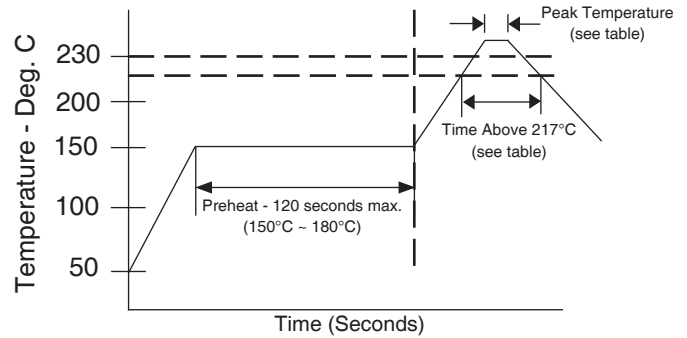 Peak Temperature
(see table)
230
200
150
100
50
Temperature - Deg. C
Time Above 217°C
(see table)
Preheat - 120 seconds max.
(150°C ~ 180°C)
Time (Seconds)